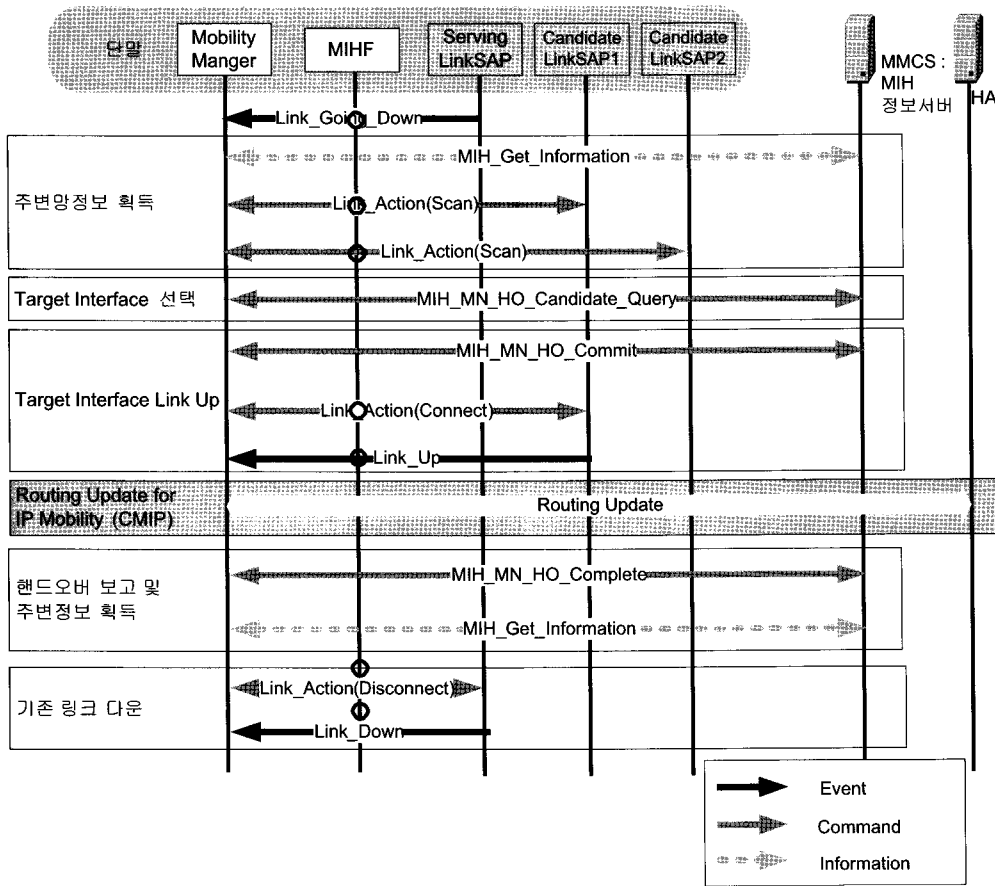 단말
Mobility
Manger
MIHF
Serving
LinkSAP
Candidate
LinkSAP1
Candidate
LinkSAP2
MMCS :
MIH
정보서버
HA
Link_Going_Down
주변망정보 획득
MIH_Get_Information
Link_Action(Scan)
Link_Action(Scan)
Target Interface 선택
MIH_MN_HO_Candidate_Query
Target Interface Link Up
MIH_MN_HO_Commit
Link_Action(Connect)
Link_Up
Routing Update for
IP Mobility (CMIP)
Routing Update
핸드오버 보고 및
주변정보 획득
MIH_MN_HO_Complete
MIH_Get_Information
기존 링크 다운
Link_Action(Disconnect)
Link_Down
Event
Command
Information